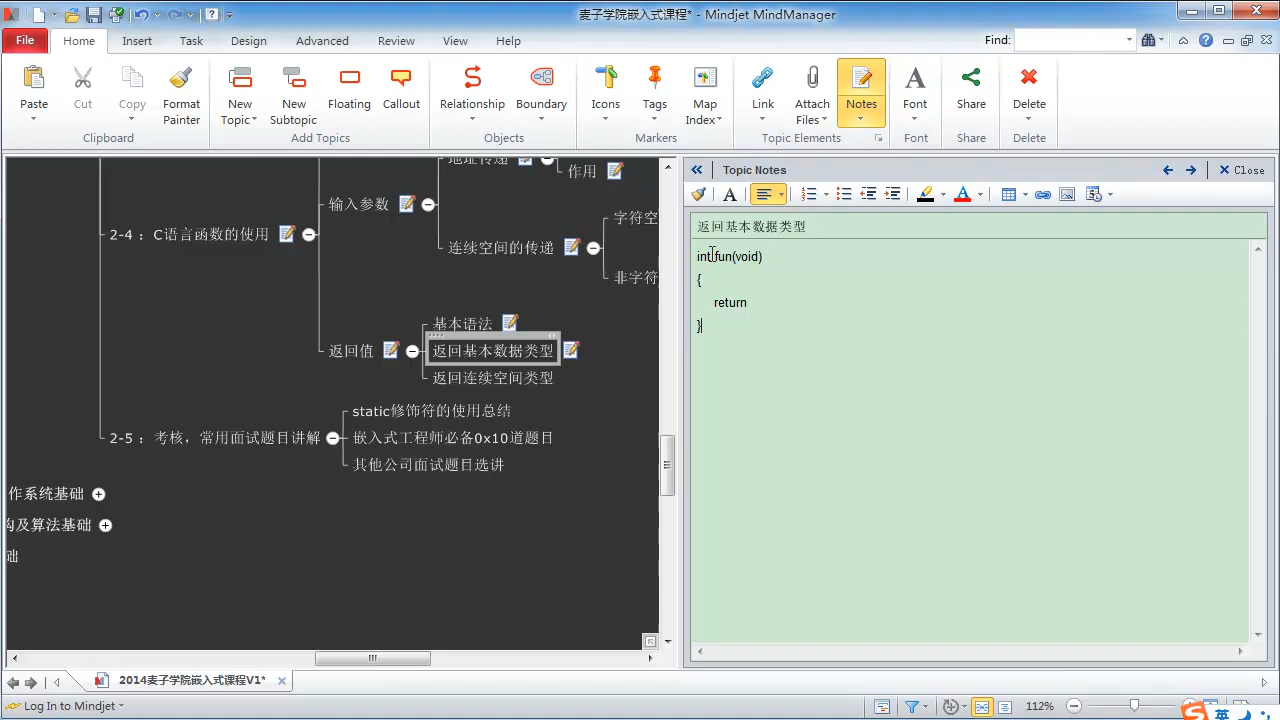 麦子学院嵌入式课程* - Mindjet MindManager
File Home Insert Task Design Advanced Review View Help Find:
Paste Cut Copy Format Painter New Topic New Subtopic Floating Callout Relationship Boundary Icons Tags Map Index Link Attach Files Notes Font Share Delete
Clipboard Add Topics Objects Markers Topic Elements Font Share Delete
地址传递
作用
输入参数
字符空
2-4 : C语言函数的使用
连续空间的传递
非字符
基本语法
返回值
返回基本数据类型
返回连续空间类型
static修饰符的使用总结
2-5 : 考核，常用面试题目讲解
嵌入式工程师必备0x10道题目
其他公司面试题目选讲
作系统基础
构及算法基础
础
Topic Notes Close
返回基本数据类型
int fun(void)
{
return
}
2014麦子学院嵌入式课程V1*
Log In to Mindjet 112% 英